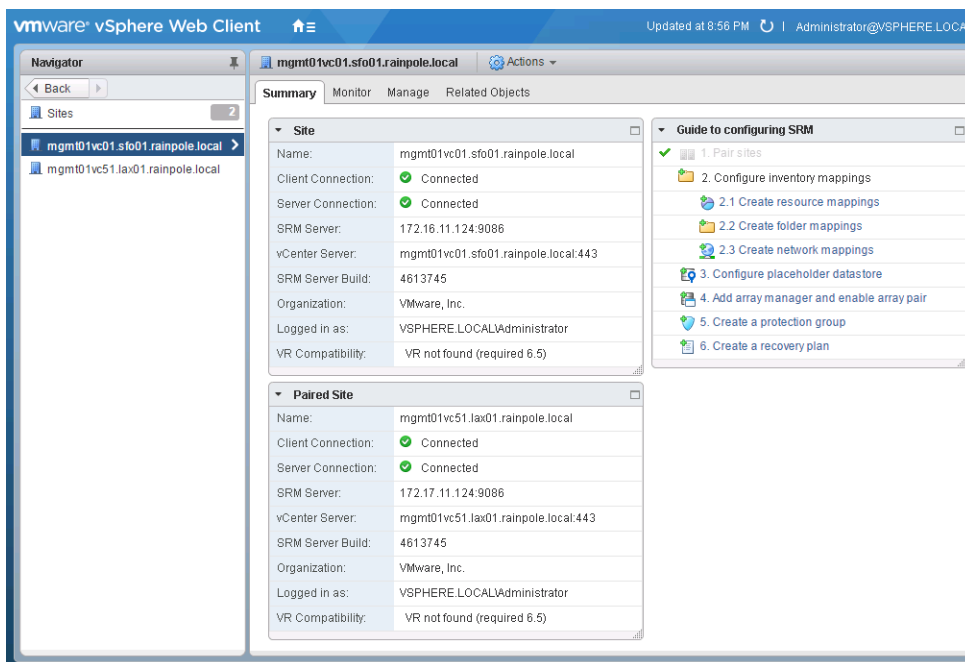 vmware® vSphere Web Client
Updated at 8:56 PM | Administrator@VSPHERE.LOCA
Navigator
Back
Sites 2
mgmt01vc01.sfo01.rainpole.local
mgmt01vc51.lax01.rainpole.local
mgmt01vc01.sfo01.rainpole.local Actions
Summary Monitor Manage Related Objects
Site
Name: mgmt01vc01.sfo01.rainpole.local
Client Connection: Connected
Server Connection: Connected
SRM Server: 172.16.11.124:9086
vCenter Server: mgmt01vc01.sfo01.rainpole.local:443
SRM Server Build: 4613745
Organization: VMware, Inc.
Logged in as: VSPHERE.LOCAL\Administrator
VR Compatibility: VR not found (required 6.5)
Paired Site
Name: mgmt01vc51.lax01.rainpole.local
Client Connection: Connected
Server Connection: Connected
SRM Server: 172.17.11.124:9086
vCenter Server: mgmt01vc51.lax01.rainpole.local:443
SRM Server Build: 4613745
Organization: VMware, Inc.
Logged in as: VSPHERE.LOCAL\Administrator
VR Compatibility: VR not found (required 6.5)
Guide to configuring SRM
1. Pair sites
2. Configure inventory mappings
2.1 Create resource mappings
2.2 Create folder mappings
2.3 Create network mappings
3. Configure placeholder datastore
4. Add array manager and enable array pair
5. Create a protection group
6. Create a recovery plan